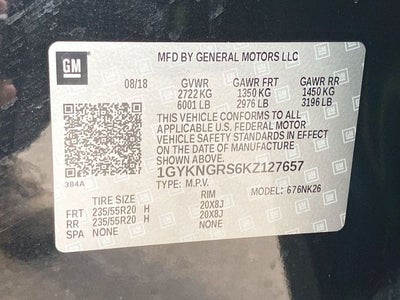 GM
MFD BY GENERAL MOTORS LLC
08/18 GVWR GAWR FRT GAWR RR
2722 KG 1350 KG 1450 KG
6001 LB 2976 LB 3196 LB
THIS VEHICLE CONFORMS TO ALL
APPLICABLE U.S. FEDERAL MOTOR
VEHICLE SAFETY STANDARDS IN EFFECT
ON THE DATE OF MANUFACTURE
384A
1GYKNGRS6KZ127657
TYPE: M.P.V. MODEL: 676NK26
TIRE SIZE RIM
FRT 235/55R20 H 20X8J
RR 235/55R20 H 20X8J
SPA NONE NONE